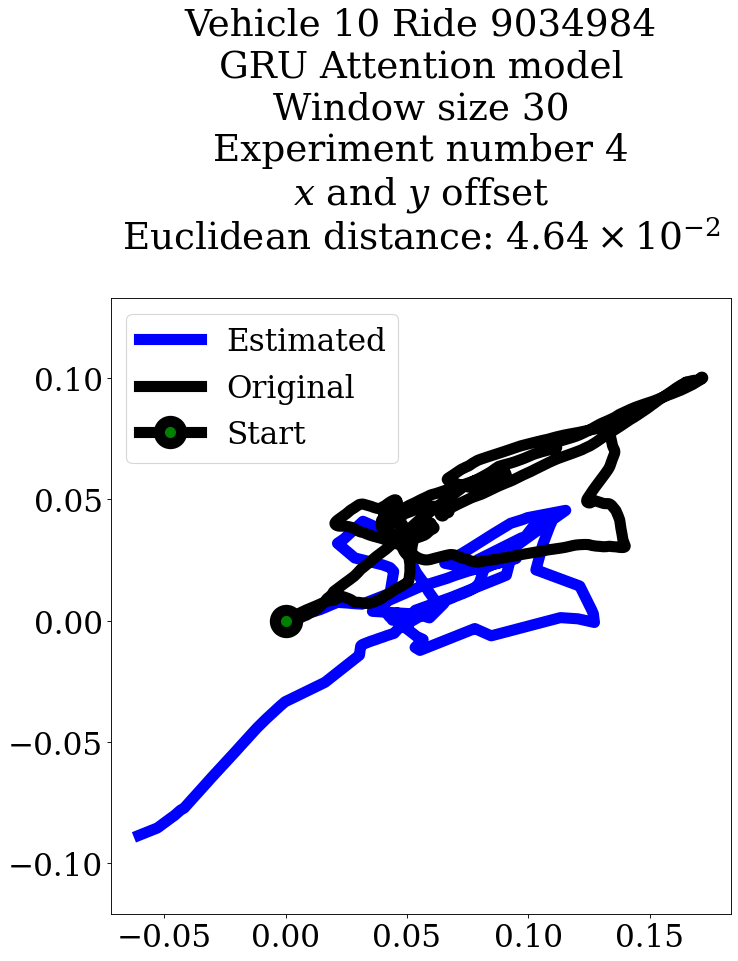 Vehicle 10 Ride 9034984
GRU Attention model
Window size 30
Experiment number 4
x and y offset
Euclidean distance: 4.64 × 10⁻²
Estimated
Original
Start
0.10
0.05
0.00
−0.05
−0.10
−0.05 0.00 0.05 0.10 0.15